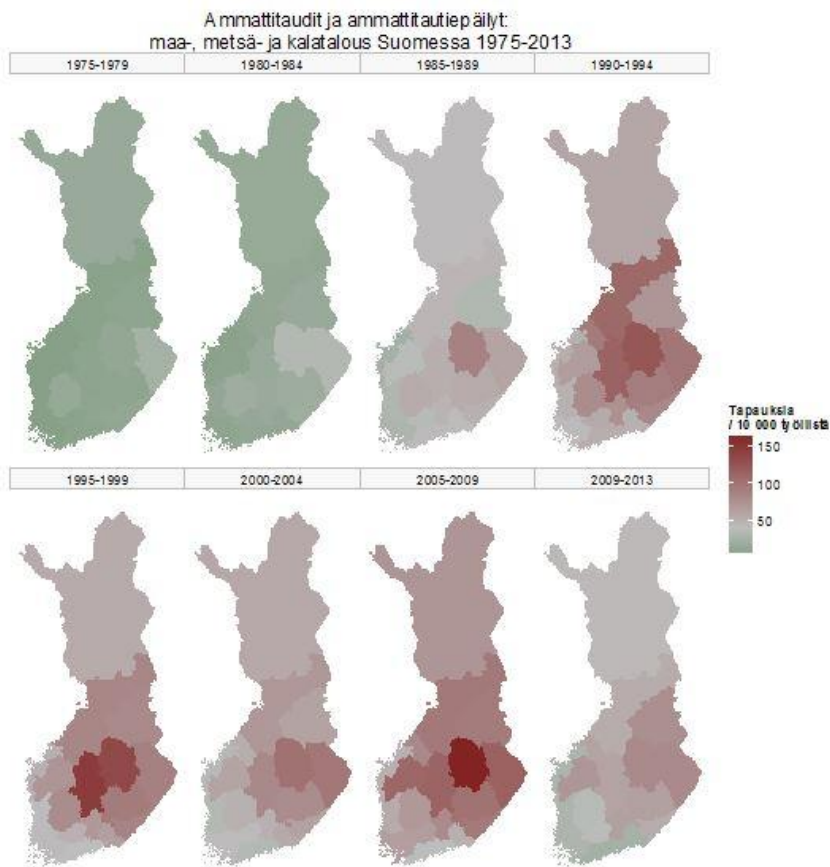 Ammattitaudit ja ammattitautiepäilyt:
maa-, metsä- ja kalatalous Suomessa 1975-2013
1975-1979
1980-1984
1985-1989
1990-1994
Tapauksia
/ 10 000 työllistä
150
100
50
1995-1999
2000-2004
2005-2009
2009-2013